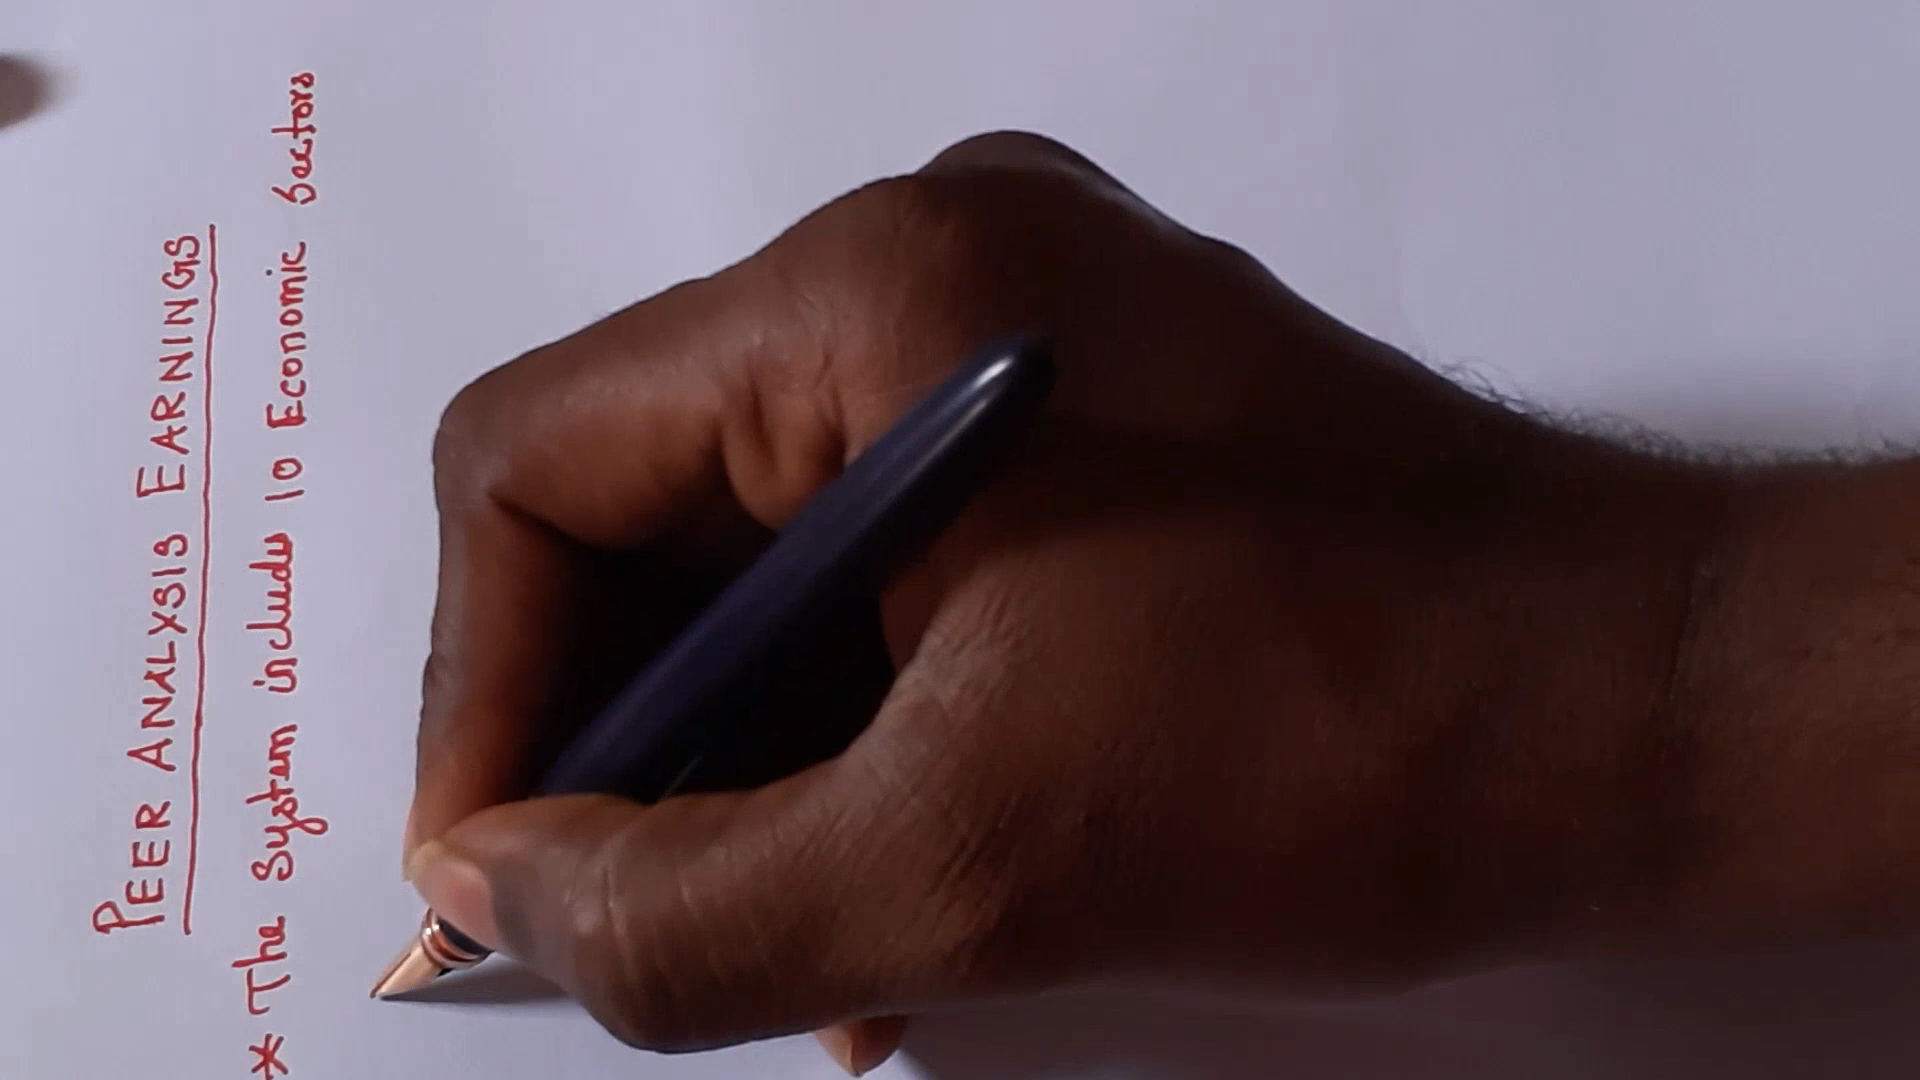 PEER ANALYSIS EARNINGS
* The System includes 10 Economic Sectors